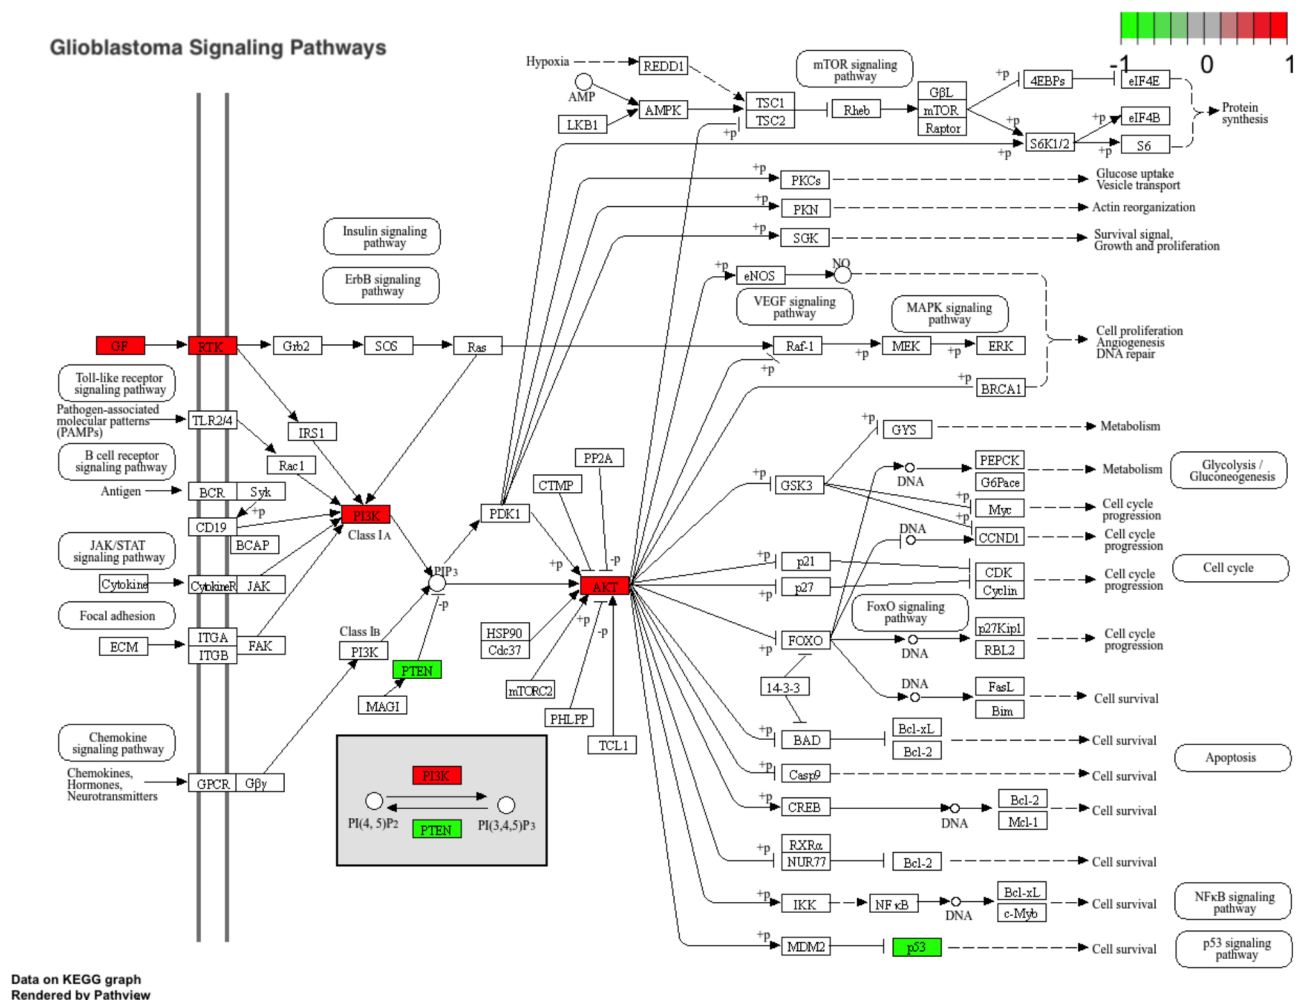 Glioblastoma Signaling Pathways
-1
0
1
Hypoxia
REDD1
mTOR signaling
pathway
AMP
AMPK
LKB1
TSC1
TSC2
+p
Rheb
GβL
mTOR
Raptor
+p
4EBPs
eIF4E
+p
eIF4B
+p
S6K1/2
+p
+p
S6
Protein
synthesis
+p
PKCs
Glucose uptake
Vesicle transport
+p
PKN
Actin reorganization
+p
SGK
Survival signal,
Growth and proliferation
Insulin signaling
pathway
ErbB signaling
pathway
+p
eNOS
NO
VEGF signaling
pathway
MAPK signaling
pathway
Cell proliferation
Angiogenesis
DNA repair
GF
RTK
Grb2
SOS
Ras
Raf-1
+p
+p
MEK
+p
ERK
+p
BRCA1
Toll-like receptor
signaling pathway
Pathogen-associated
molecular patterns
(PAMPs)
TLR2/4
IRS1
Rac1
B cell receptor
signaling pathway
Antigen
BCR
Syk
+p
CD19
BCAP
PI3K
Class IA
JAK/STAT
signaling pathway
Cytokine
CytokineR
JAK
Focal adhesion
ECM
ITGA
ITGB
FAK
Chemokine
signaling pathway
Chemokines,
Hormones,
Neurotransmitters
GPCR
Gβγ
PDK1
PIP3
-p
Class IB
PI3K
PTEN
MAGI
CTMP
PP2A
+p
-p
AKT
+p
-p
HSP90
Cdc37
mTORC2
PHLPP
TCL1
+p
GYS
Metabolism
+p
GSK3
DNA
PEPCK
G6Pace
Metabolism
Glycolysis /
Gluconeogenesis
+p
Myc
Cell cycle
progression
DNA
+p
CCND1
Cell cycle
progression
+p
p21
+p
p27
CDK
Cyclin
Cell cycle
progression
Cell cycle
FoxO signaling
pathway
+p
FOXO
DNA
p27Kip1
RBL2
Cell cycle
progression
14-3-3
DNA
FasL
Bim
Cell survival
+p
BAD
Bcl-xL
Bcl-2
Cell survival
Apoptosis
+p
Casp9
Cell survival
+p
CREB
DNA
Bcl-2
Mcl-1
Cell survival
+p
RXRα
NUR77
Bcl-2
Cell survival
+p
IKK
NFκB
DNA
Bcl-xL
c-Myb
Cell survival
NFκB signaling
pathway
+p
MDM2
p53
Cell survival
p53 signaling
pathway
PI3K
PI(4, 5)P2
PI(3,4,5)P3
PTEN
Data on KEGG graph
Rendered by Pathview